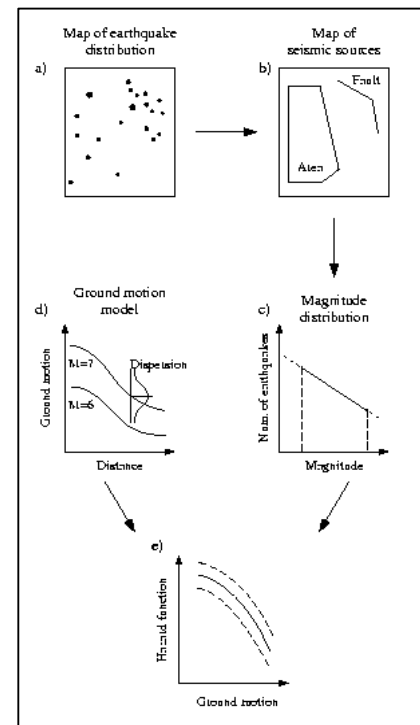 Map of earthquake
distribution
a)
Map of
seismic sources
b)
Fault
Area
d)
Ground motion
model
Ground motion
M=7
M=6
Dispersion
Distance
c)
Magnitude
distribution
Num. of earthquakes
Magnitude
e)
Hazard function
Ground motion